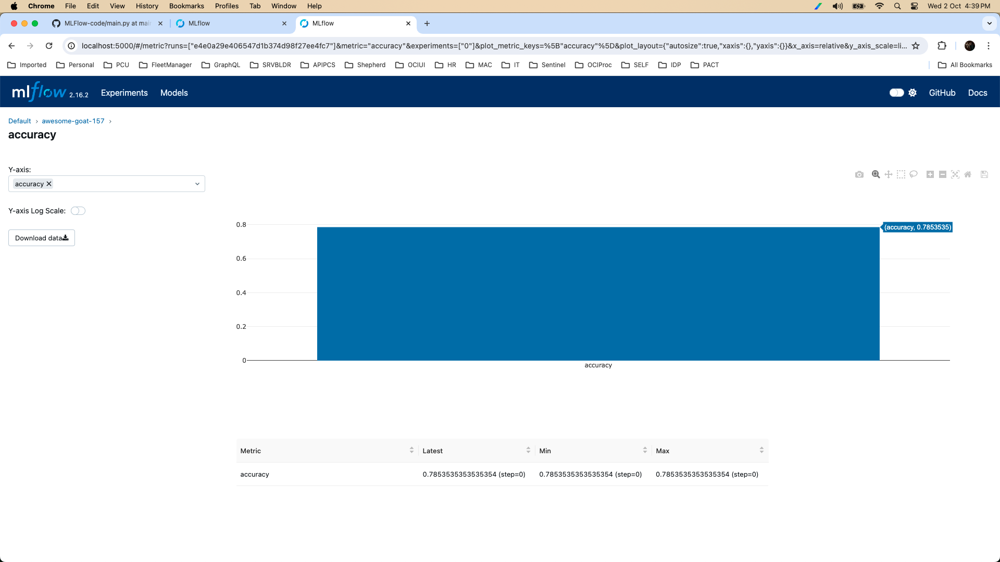 Chrome File Edit View History Bookmarks Profiles Tab Window Help Wed 2 Oct 4:39 PM
MLFlow-code/main.py at mai MLflow MLflow
localhost:5000/#/metric?runs=["e4e0a29e406547d1b374d98f27ee4fc7"]&metric="accuracy"&experiments=["0"]&plot_metric_keys=%5B"accuracy"%5D&plot_layout={"autosize":true,"xaxis":{},"yaxis":{}}&x_axis=relative&y_axis_scale=li...
Imported Personal PCU FleetManager GraphQL SRVBLDR APIPCS Shepherd OCIUI HR MAC IT Sentinel OCIProc SELF IDP PACT All Bookmarks
mlflow 2.16.2 Experiments Models GitHub Docs
Default › awesome-goat-157 ›
accuracy
Y-axis:
accuracy
Y-axis Log Scale:
Download data
0.8
(accuracy, 0.7853535)
0.6
0.4
0.2
0
accuracy
Metric Latest Min Max
accuracy 0.7853535353535354 (step=0) 0.7853535353535354 (step=0) 0.7853535353535354 (step=0)